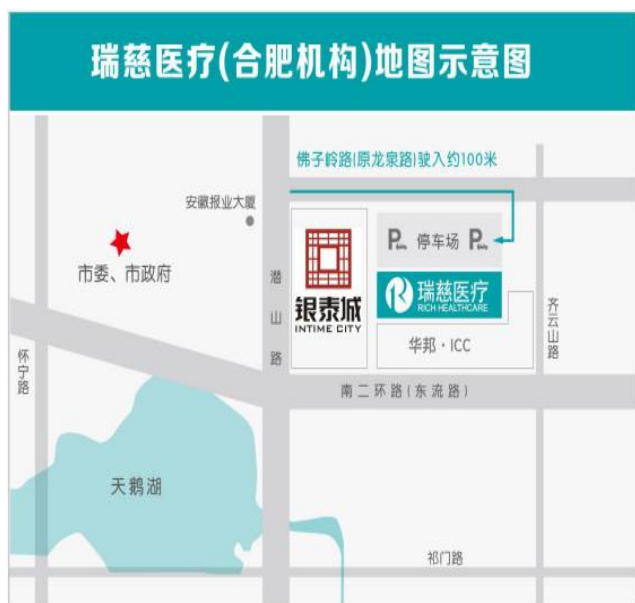 瑞慈医疗(合肥机构)地图示意图
佛子岭路(原龙泉路)驶入约100米
安徽报业大厦
市委、市政府
潜山路
银泰城
INTIME CITY
P 停车场 P
瑞慈医疗
RICH HEALTHCARE
华邦·ICC
齐云山路
怀宁路
南二环路(东流路)
天鹅湖
祁门路